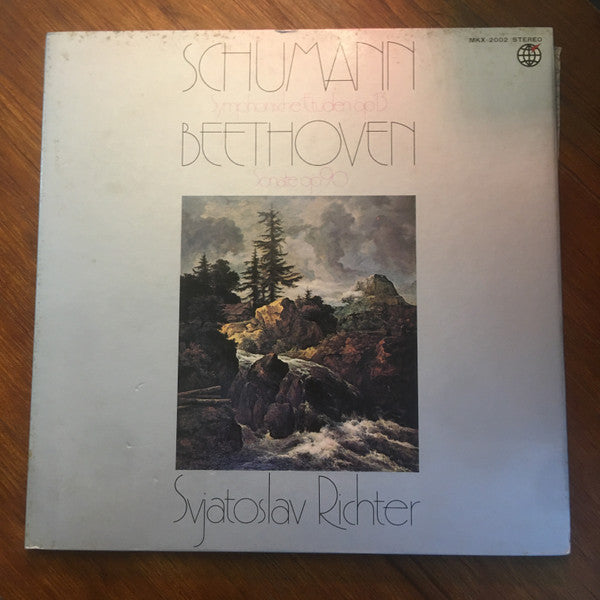 MKX-2002 STEREO
SCHUMANN
Symphonische Etüden op.13
BEETHOVEN
Sonate op.90
Svjatoslav Richter